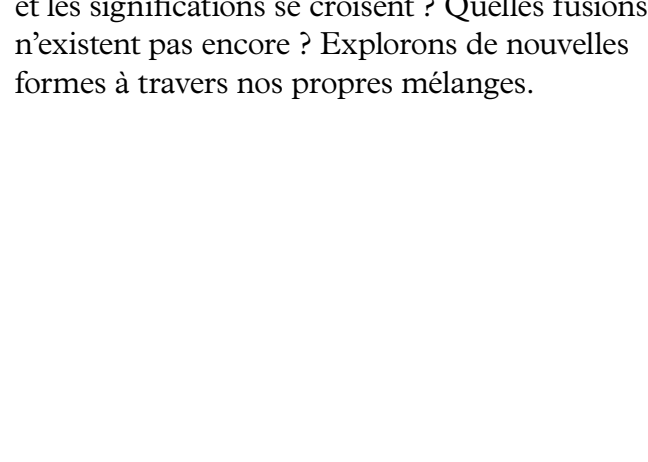 et les significations se croisent ? Quelles fusions
n’existent pas encore ? Explorons de nouvelles
formes à travers nos propres mélanges.